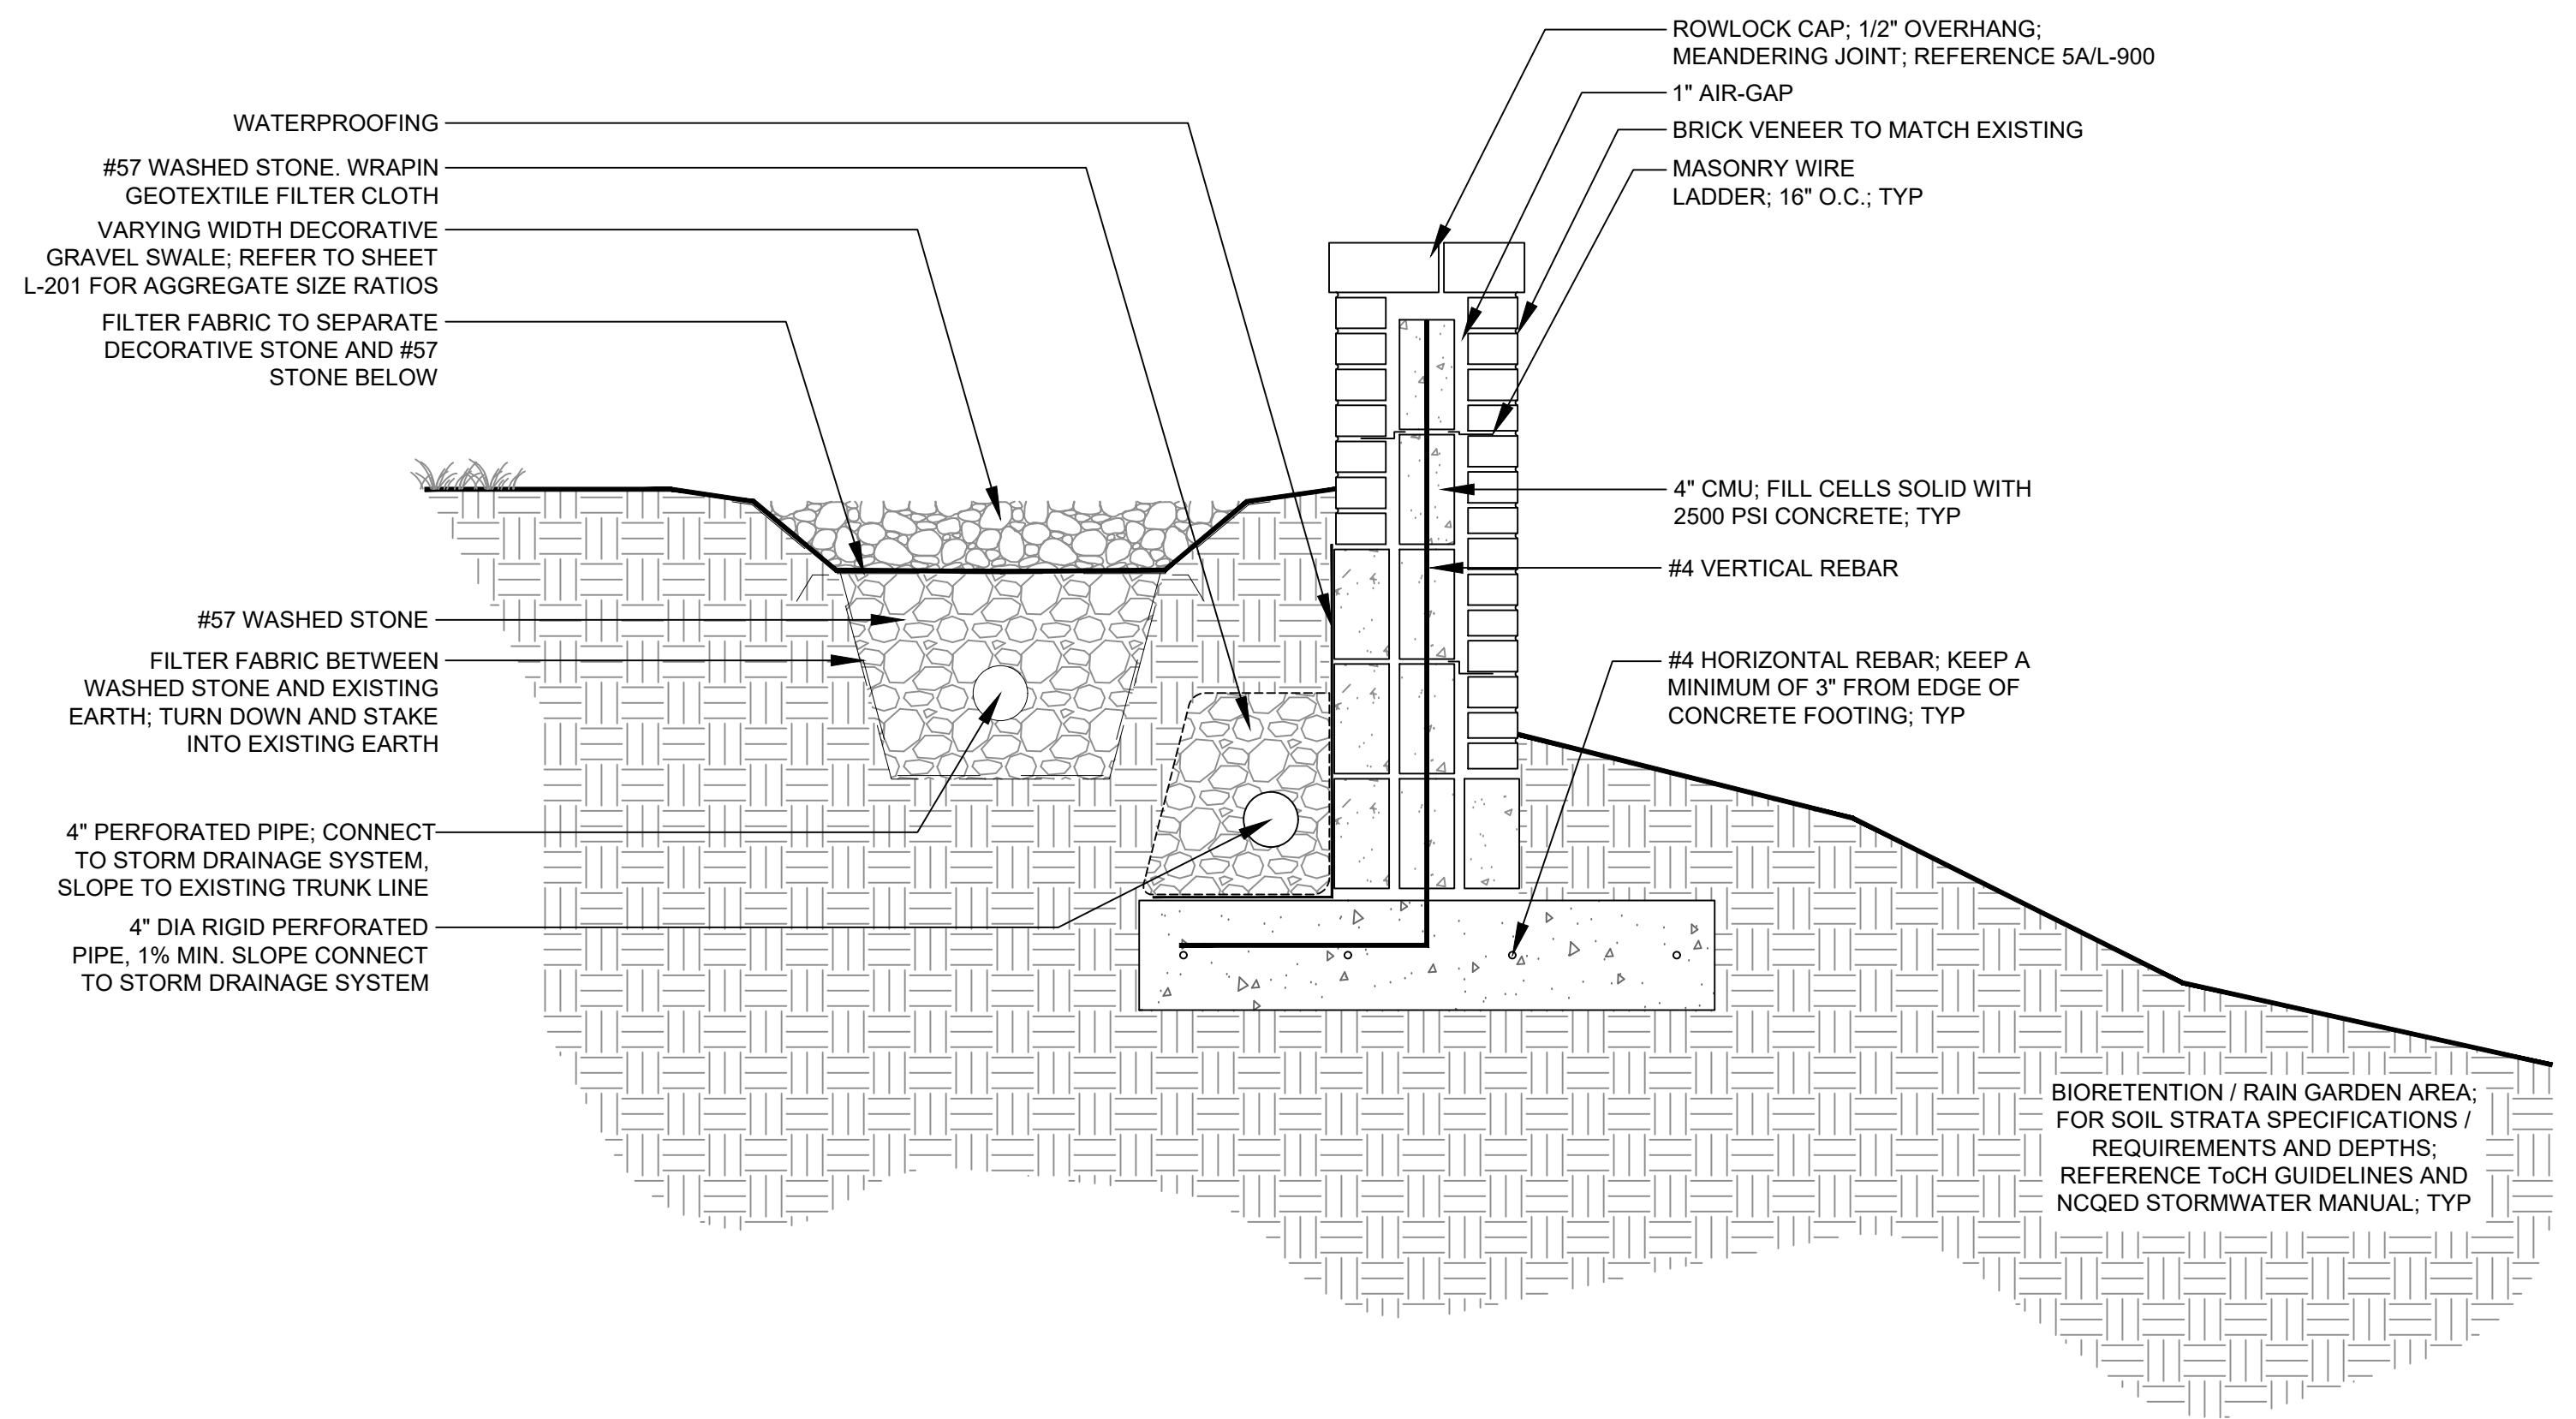 WATERPROOFING
#57 WASHED STONE. WRAPIN
GEOTEXTILE FILTER CLOTH
VARYING WIDTH DECORATIVE
GRAVEL SWALE; REFER TO SHEET
L-201 FOR AGGREGATE SIZE RATIOS
FILTER FABRIC TO SEPARATE
DECORATIVE STONE AND #57
STONE BELOW
#57 WASHED STONE
FILTER FABRIC BETWEEN
WASHED STONE AND EXISTING
EARTH; TURN DOWN AND STAKE
INTO EXISTING EARTH
4" PERFORATED PIPE; CONNECT
TO STORM DRAINAGE SYSTEM,
SLOPE TO EXISTING TRUNK LINE
4" DIA RIGID PERFORATED
PIPE, 1% MIN. SLOPE CONNECT
TO STORM DRAINAGE SYSTEM
ROWLOCK CAP; 1/2" OVERHANG;
MEANDERING JOINT; REFERENCE 5A/L-900
1" AIR-GAP
BRICK VENEER TO MATCH EXISTING
MASONRY WIRE
LADDER; 16" O.C.; TYP
4" CMU; FILL CELLS SOLID WITH
2500 PSI CONCRETE; TYP
#4 VERTICAL REBAR
#4 HORIZONTAL REBAR; KEEP A
MINIMUM OF 3" FROM EDGE OF
CONCRETE FOOTING; TYP
BIORETENTION / RAIN GARDEN AREA;
FOR SOIL STRATA SPECIFICATIONS /
REQUIREMENTS AND DEPTHS;
REFERENCE ToCH GUIDELINES AND
NCQED STORMWATER MANUAL; TYP